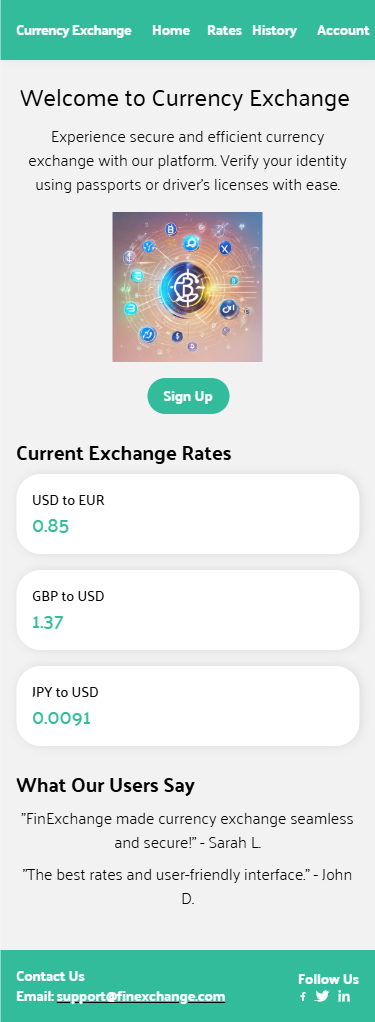 Currency Exchange Home Rates History Account
Welcome to Currency Exchange
Experience secure and efficient currency
exchange with our platform. Verify your identity
using passports or driver's licenses with ease.
Sign Up
Current Exchange Rates
USD to EUR
0.85
GBP to USD
1.37
JPY to USD
0.0091
What Our Users Say
"FinExchange made currency exchange seamless
and secure!" - Sarah L.
"The best rates and user-friendly interface." - John
D.
Contact Us
Email: support@finexchange.com
Follow Us